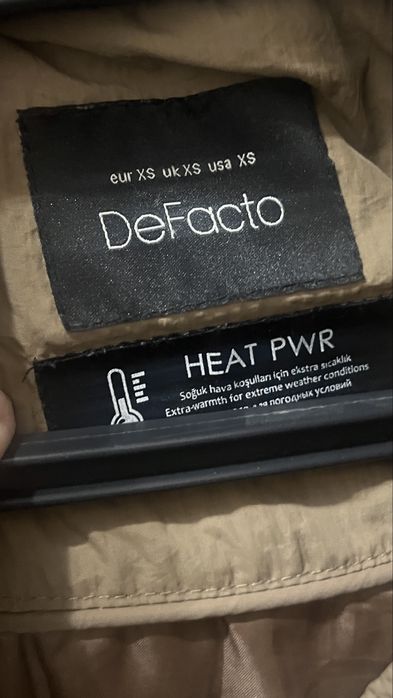 eur XS uk XS usa XS
DeFacto
HEAT PWR
Soğuk hava koşulları için ekstra sıcaklık
Extra-warmth for extreme weather conditions
погодных условий